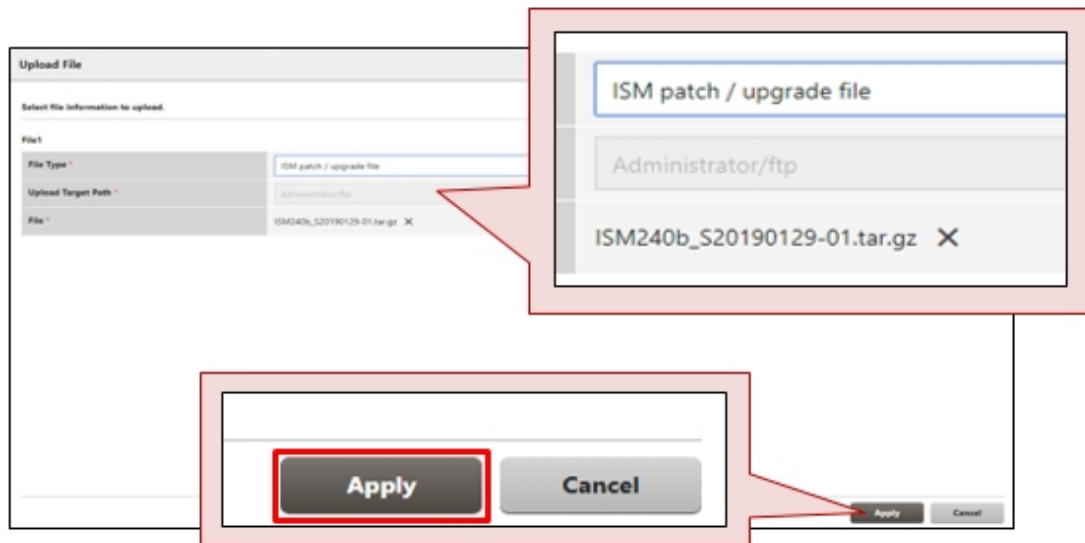 Upload File
Select file information to upload.
File1
File Type * ISM patch / upgrade file
Upload Target Path * Administrator/ftp
File * ISM240b_S20190129-01.tar.gz ✕
ISM patch / upgrade file
Administrator/ftp
ISM240b_S20190129-01.tar.gz ✕
Apply Cancel
Apply Cancel